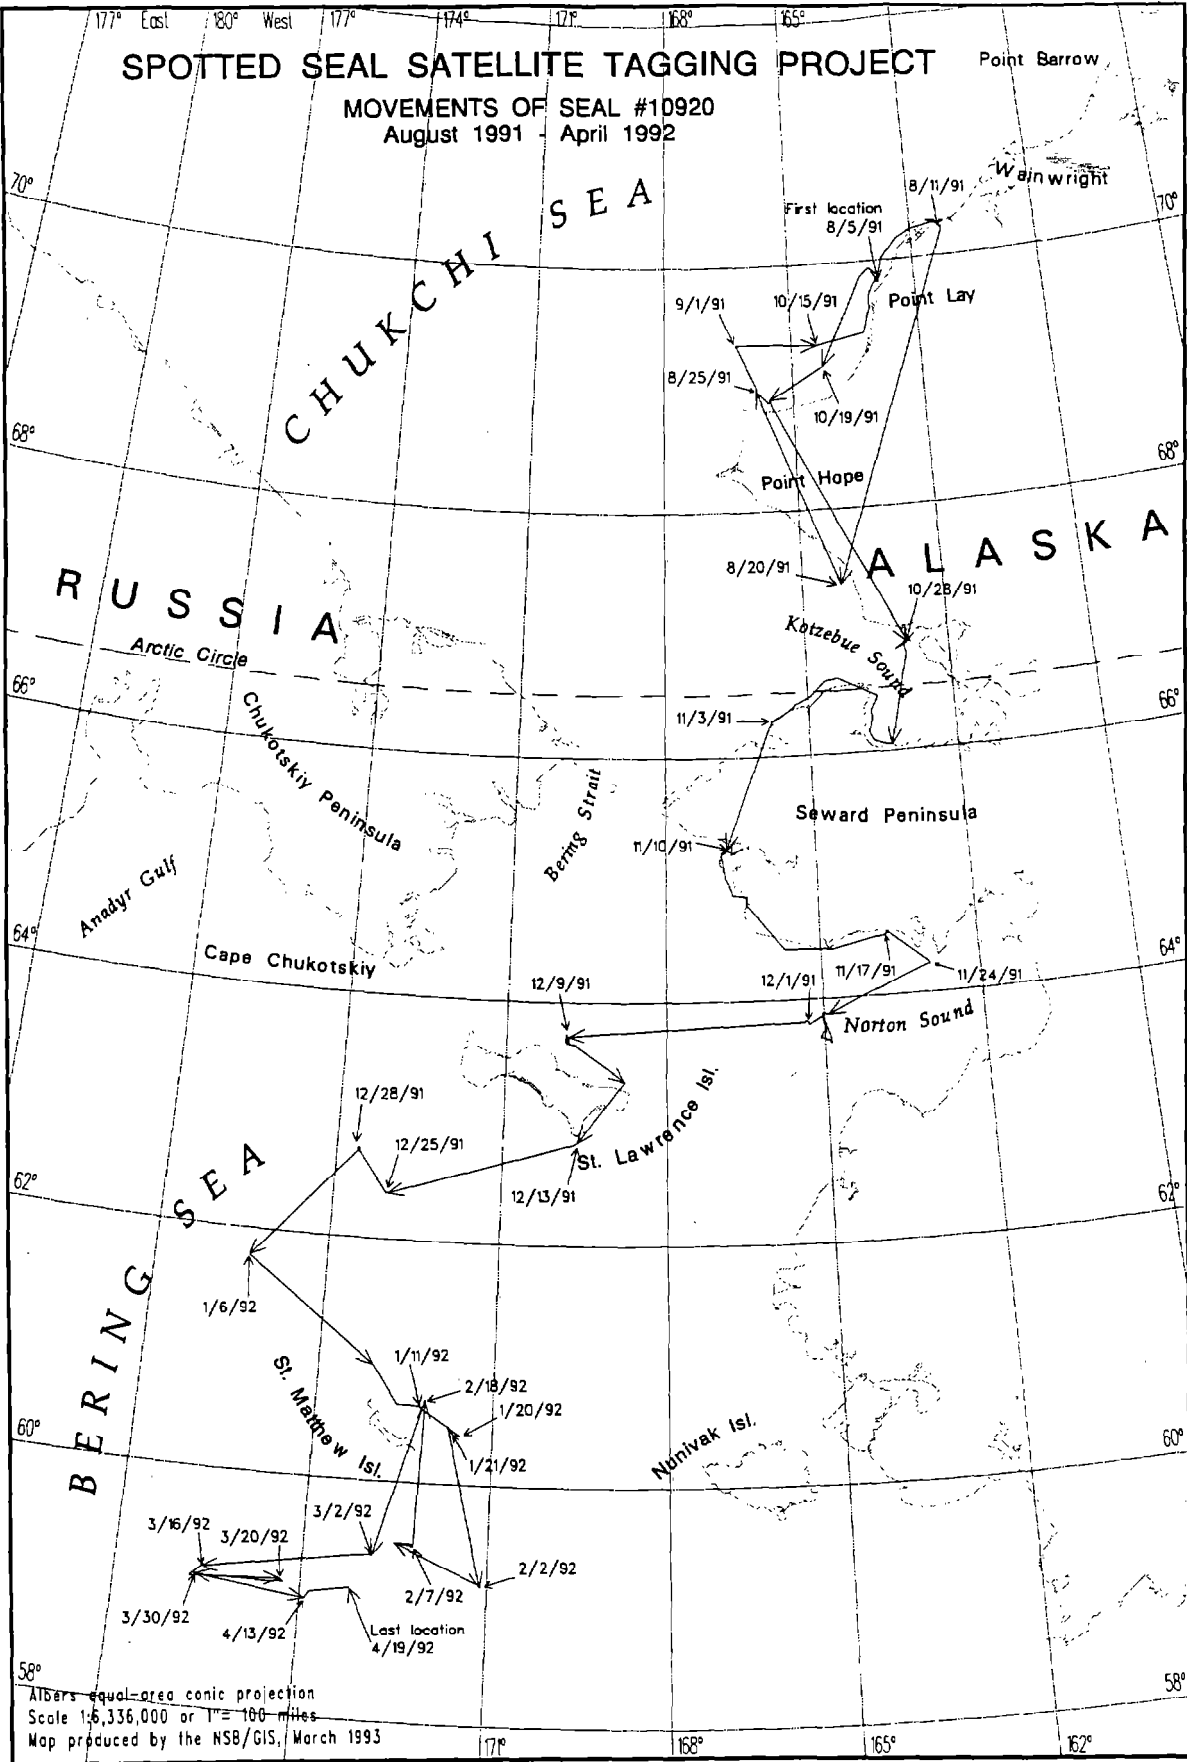 177° East 180° West 177° 174° 171° 168° 165°
SPOTTED SEAL SATELLITE TAGGING PROJECT
Point Barrow
MOVEMENTS OF SEAL #10920
August 1991 - April 1992
Wainwright
8/11/91
70°
70°
CHUKCHI SEA
First location
8/5/91
Point Lay
9/1/91
10/15/91
8/25/91
10/19/91
68°
68°
Point Hope
ALASKA
8/20/91
10/28/91
RUSSIA
Kotzebue Sound
Arctic Circle
66°
66°
Chukotskiy Peninsula
11/3/91
Bering Strait
Seward Peninsula
11/10/91
Anadyr Gulf
64°
64°
Cape Chukotskiy
12/9/91
12/1/91
11/17/91
11/24/91
Norton Sound
St. Lawrence Isl.
12/28/91
12/25/91
12/13/91
62°
62°
BERING SEA
1/6/92
St. Matthew Isl.
1/11/92
2/18/92
1/20/92
1/21/92
60°
60°
Nunivak Isl.
3/16/92
3/20/92
3/2/92
2/2/92
2/7/92
3/30/92
4/13/92
Last location
4/19/92
58°
58°
Albers equal-area conic projection
Scale 1:6,336,000 or 1"= 100 miles
Map produced by the NSB/GIS, March 1993
171° 168° 165° 162°